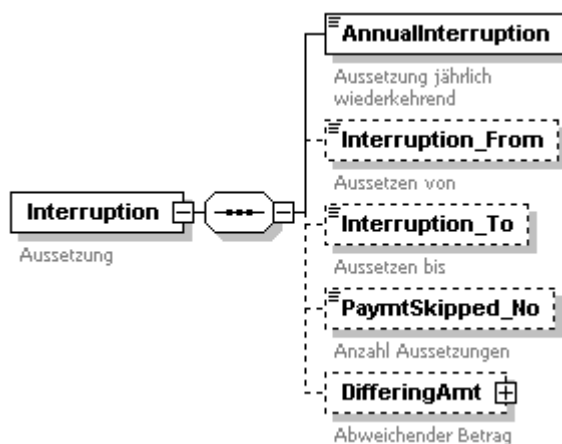 AnnualInterruption
Aussetzung jährlich
wiederkehrend
Interruption_From
Aussetzen von
Interruption
Aussetzung
Interruption_To
Aussetzen bis
PaymtSkipped_No
Anzahl Aussetzungen
DifferingAmt
Abweichender Betrag